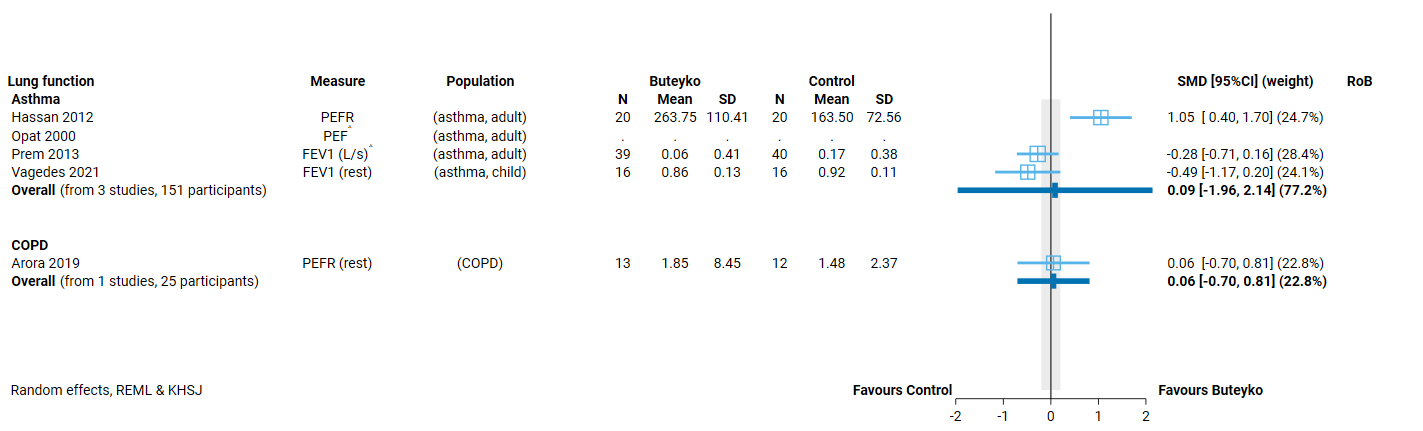 Lung function Measure Population Buteyko Control SMD [95%CI] (weight) RoB
Asthma N Mean SD N Mean SD
Hassan 2012 PEFR (asthma, adult) 20 263.75 110.41 20 163.50 72.56 1.05 [ 0.40, 1.70] (24.7%)
Opat 2000 PEF^ (asthma, adult) . . . . . .
Prem 2013 FEV1 (L/s)^ (asthma, adult) 39 0.06 0.41 40 0.17 0.38 -0.28 [-0.71, 0.16] (28.4%)
Vagedes 2021 FEV1 (rest) (asthma, child) 16 0.86 0.13 16 0.92 0.11 -0.49 [-1.17, 0.20] (24.1%)
Overall (from 3 studies, 151 participants) 0.09 [-1.96, 2.14] (77.2%)
COPD
Arora 2019 PEFR (rest) (COPD) 13 1.85 8.45 12 1.48 2.37 0.06 [-0.70, 0.81] (22.8%)
Overall (from 1 studies, 25 participants) 0.06 [-0.70, 0.81] (22.8%)
Random effects, REML & KHSJ Favours Control Favours Buteyko
-2 -1 0 1 2